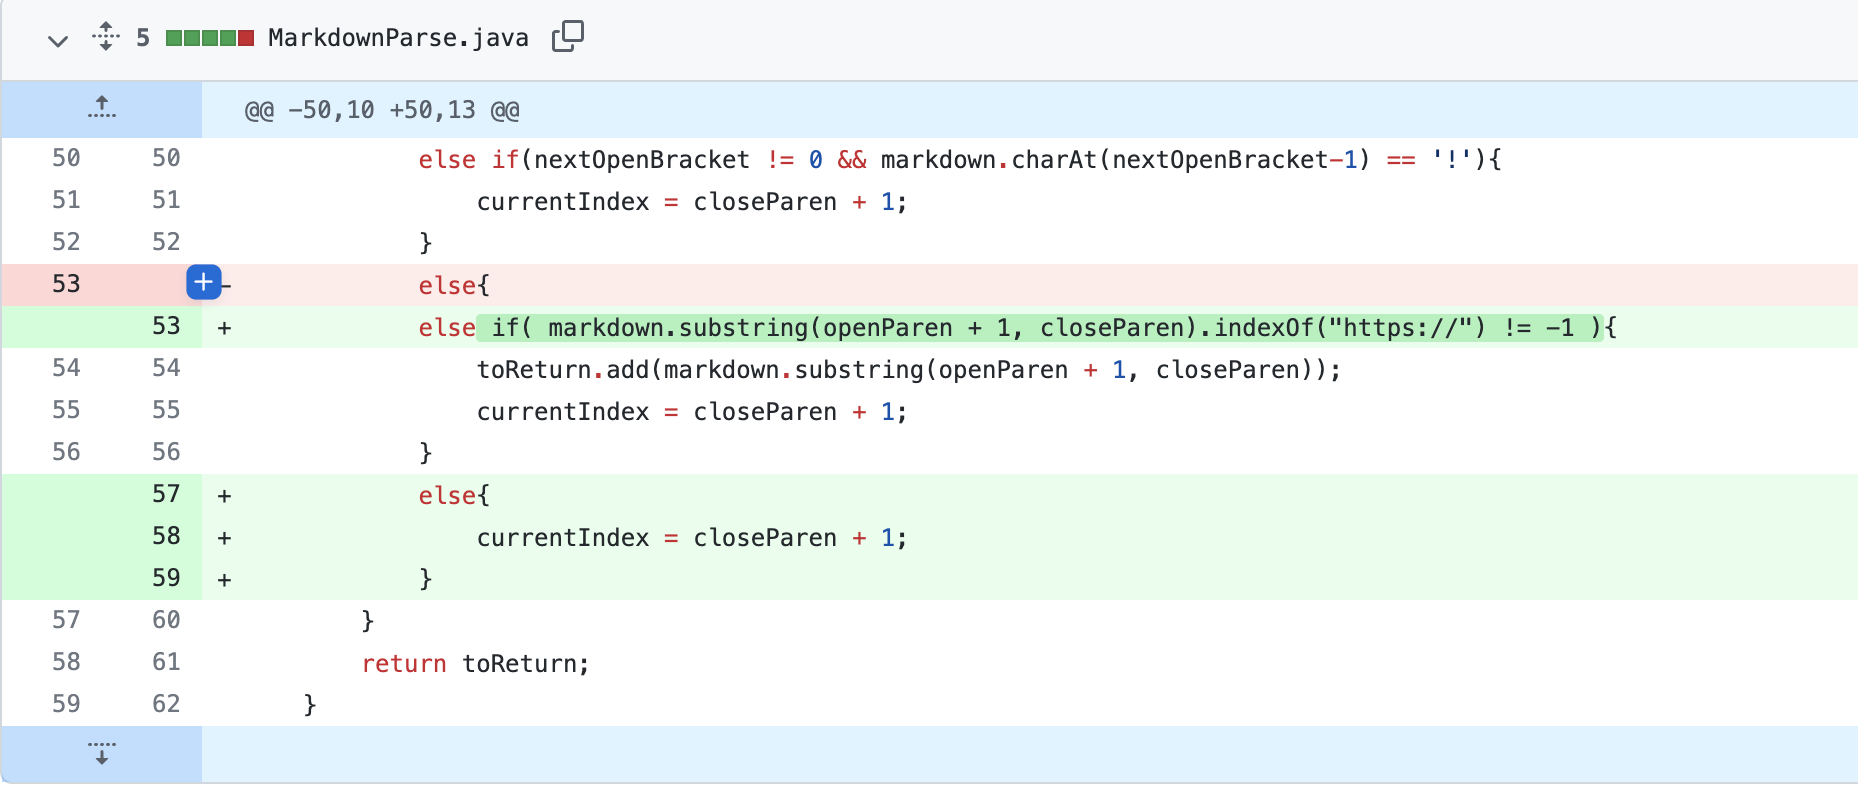 5 MarkdownParse.java
@@ -50,10 +50,13 @@
50 50 else if(nextOpenBracket != 0 && markdown.charAt(nextOpenBracket-1) == '!'){
51 51 currentIndex = closeParen + 1;
52 52 }
53 - else{
53 + else if( markdown.substring(openParen + 1, closeParen).indexOf("https://") != -1 ){
54 54 toReturn.add(markdown.substring(openParen + 1, closeParen));
55 55 currentIndex = closeParen + 1;
56 56 }
57 + else{
58 + currentIndex = closeParen + 1;
59 + }
57 60 }
58 61 return toReturn;
59 62 }